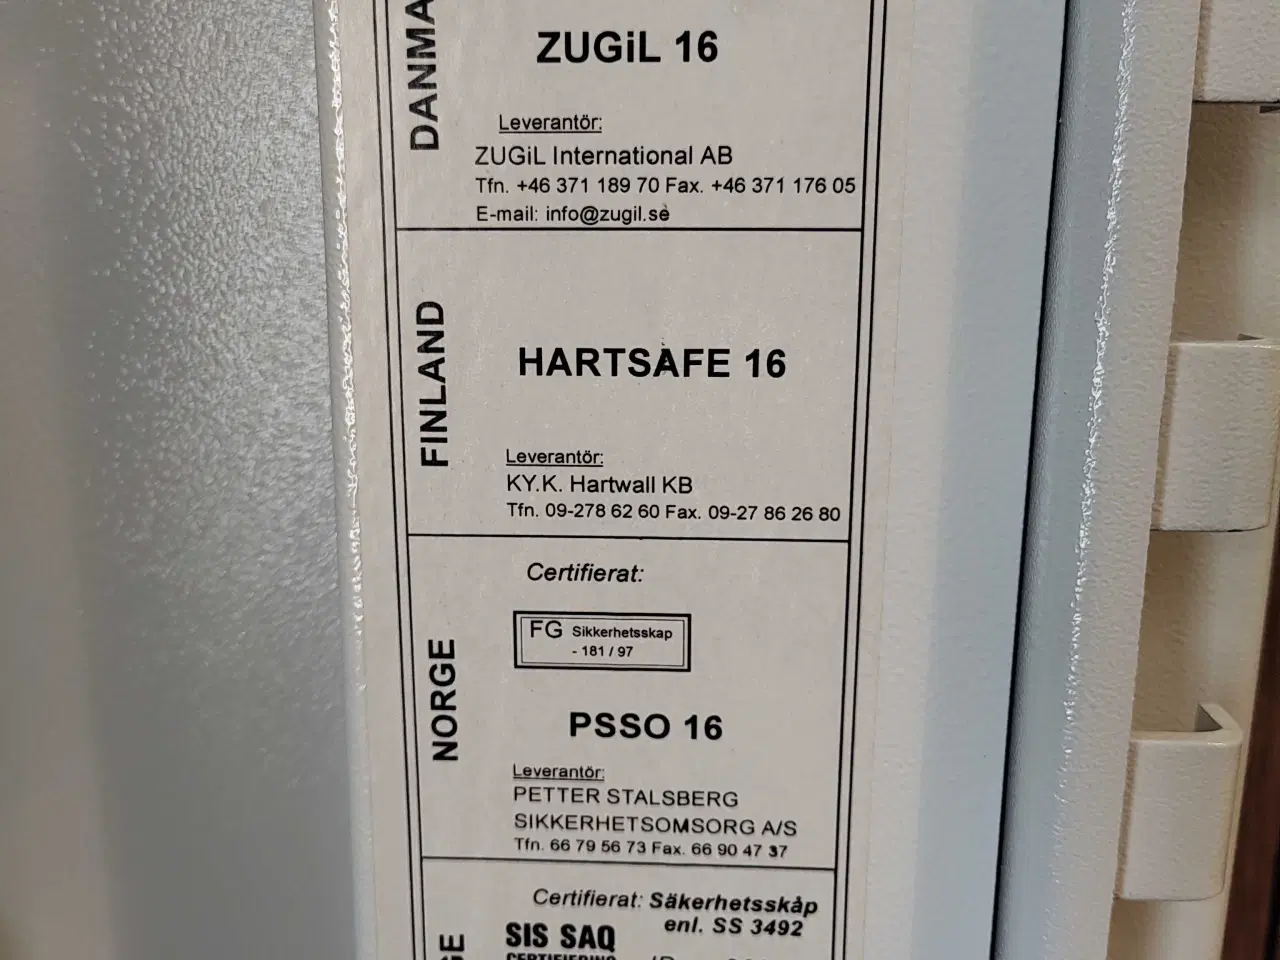 DANMA
ZUGiL 16
Leverantör:
ZUGiL International AB
Tfn. +46 371 189 70 Fax. +46 371 176 05
E-mail: info@zugil.se
FINLAND
HARTSAFE 16
Leverantör:
KY.K. Hartwall KB
Tfn. 09-278 62 60 Fax. 09-27 86 26 80
NORGE
Certifierat:
FG Sikkerhetsskap
- 181 / 97
PSSO 16
Leverantör:
PETTER STALSBERG
SIKKERHETSOMSORG A/S
Tfn. 66 79 56 73 Fax. 66 90 47 37
GE
Certifierat: Säkerhetsskåp
enl. SS 3492
SIS SAQ
CERTIFIERING